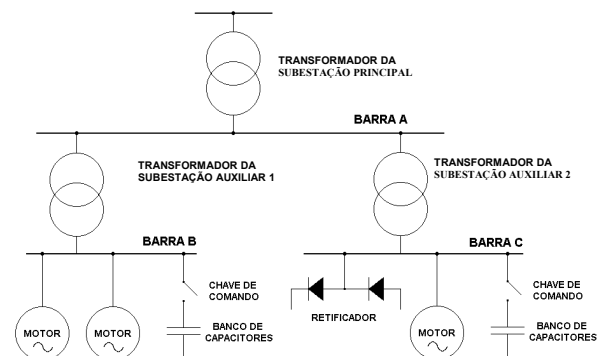 TRANSFORMADOR DA
SUBESTAÇÃO PRINCIPAL
BARRA A
TRANSFORMADOR DA
SUBESTAÇÃO AUXILIAR 1
TRANSFORMADOR DA
SUBESTAÇÃO AUXILIAR 2
BARRA B
BARRA C
CHAVE DE
COMANDO
RETIFICADOR
CHAVE DE
COMANDO
MOTOR
MOTOR
BANCO DE
CAPACITORES
MOTOR
BANCO DE
CAPACITORES